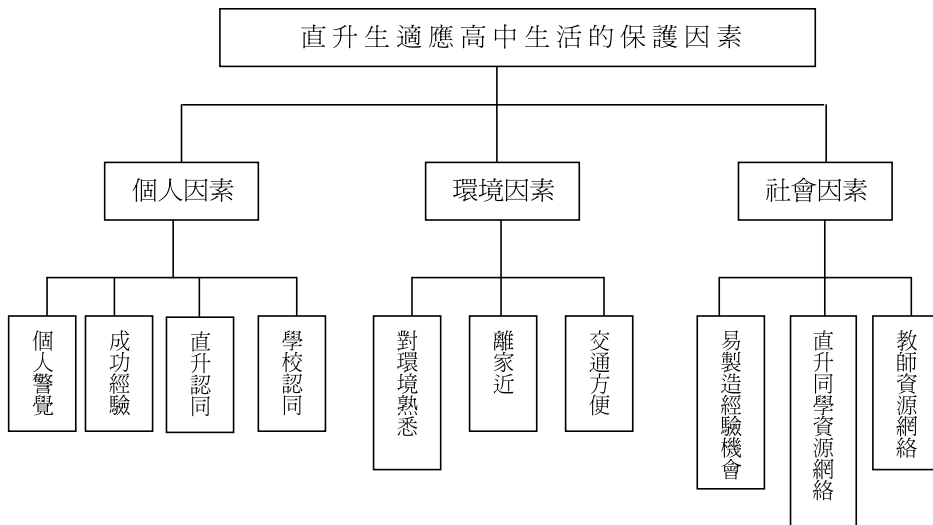 直升生適應高中生活的保護因素
個人因素
環境因素
社會因素
個人警覺
成功經驗
直升認同
學校認同
對環境熟悉
離家近
交通方便
易製造經驗機會
直升同學資源網絡
教師資源網絡